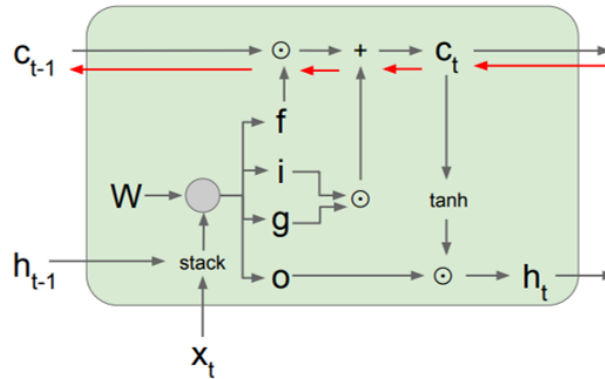 c_{t-1} ⊙ + c_t
f
i
W g ⊙ tanh
h_{t-1} stack o ⊙ h_t
x_t